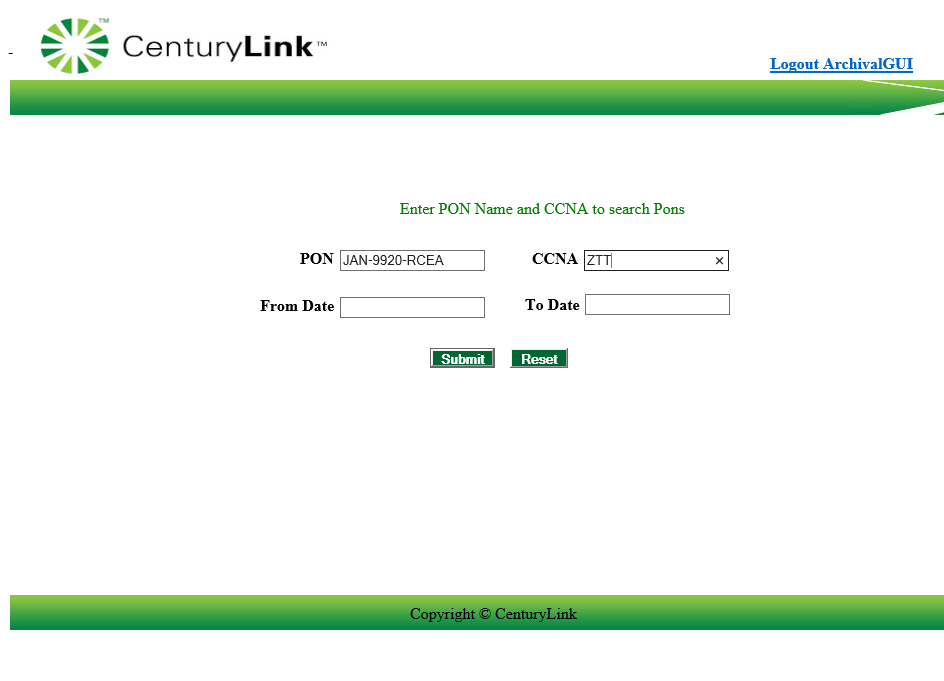 CenturyLink™
Logout ArchivalGUI
Enter PON Name and CCNA to search Pons
PON JAN-9920-RCEA CCNA ZTT ×
From Date To Date
Submit Reset
Copyright © CenturyLink